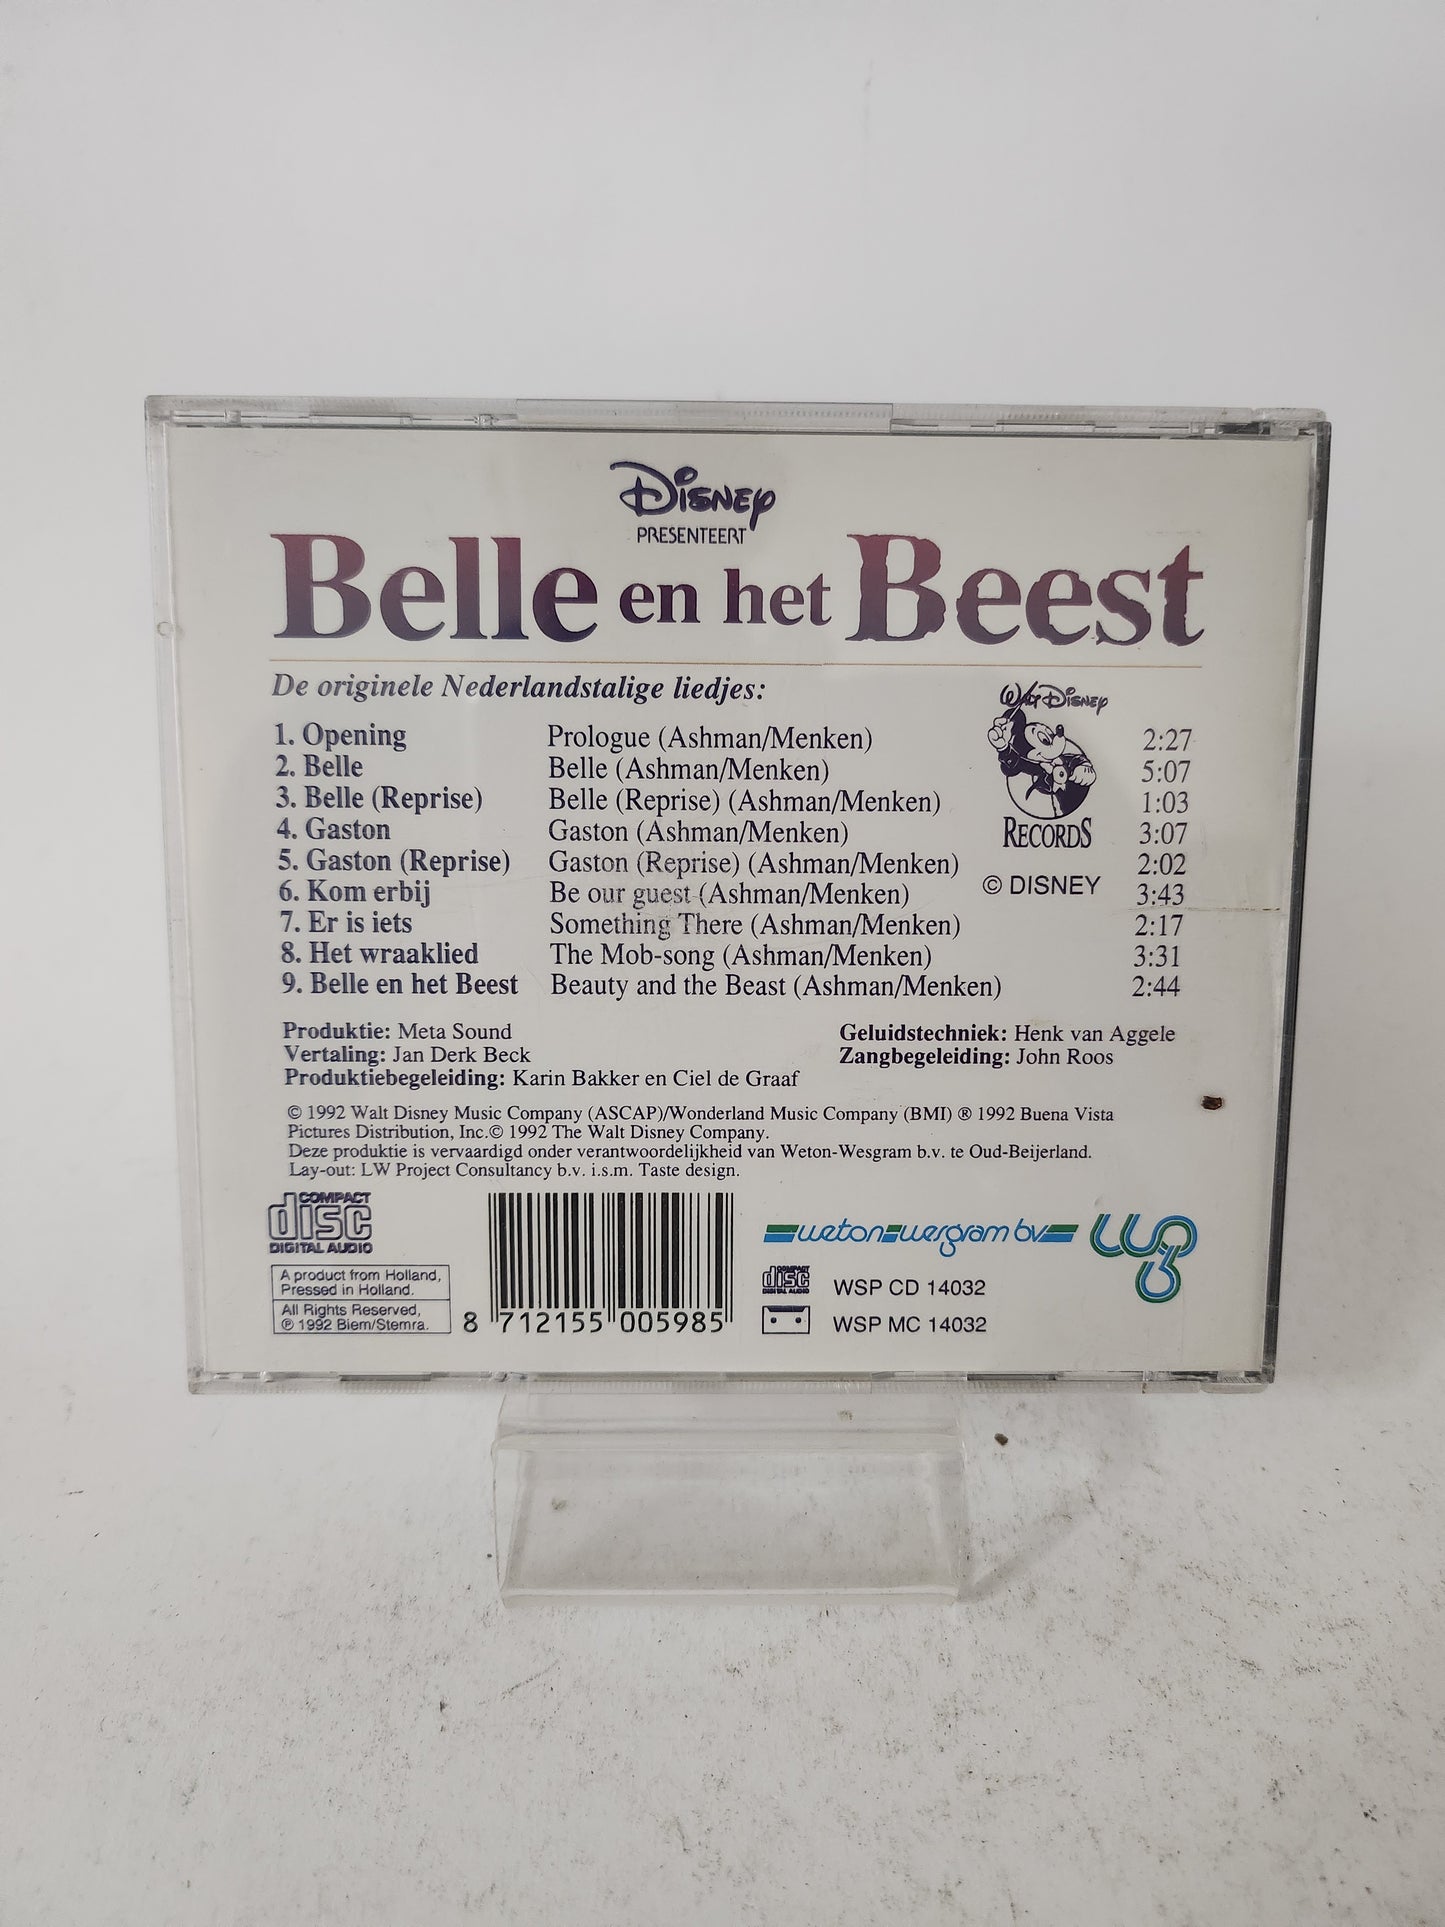 DISNEY
PRESENTEERT
Belle en het Beest
De originele Nederlandstalige liedjes:
WALT DISNEY
RECORDS
© DISNEY
1. Opening Prologue (Ashman/Menken) 2:27
2. Belle Belle (Ashman/Menken) 5:07
3. Belle (Reprise) Belle (Reprise) (Ashman/Menken) 1:03
4. Gaston Gaston (Ashman/Menken) 3:07
5. Gaston (Reprise) Gaston (Reprise) (Ashman/Menken) 2:02
6. Kom erbij Be our guest (Ashman/Menken) 3:43
7. Er is iets Something There (Ashman/Menken) 2:17
8. Het wraaklied The Mob-song (Ashman/Menken) 3:31
9. Belle en het Beest Beauty and the Beast (Ashman/Menken) 2:44
Produktie: Meta Sound Geluidstechniek: Henk van Aggele
Vertaling: Jan Derk Beck Zangbegeleiding: John Roos
Produktiebegeleiding: Karin Bakker en Ciel de Graaf
© 1992 Walt Disney Music Company (ASCAP)/Wonderland Music Company (BMI) ® 1992 Buena Vista
Pictures Distribution, Inc.© 1992 The Walt Disney Company.
Deze produktie is vervaardigd onder verantwoordelijkheid van Weton-Wesgram b.v. te Oud-Beijerland.
Lay-out: LW Project Consultancy b.v. i.s.m. Taste design.
COMPACT
disc
DIGITAL AUDIO
A product from Holland,
Pressed in Holland.
All Rights Reserved,
℗ 1992 Biem/Stemra.
8 712155 005985
weton wesgram bv
COMPACT
disc
DIGITAL AUDIO
WSP CD 14032
WSP MC 14032